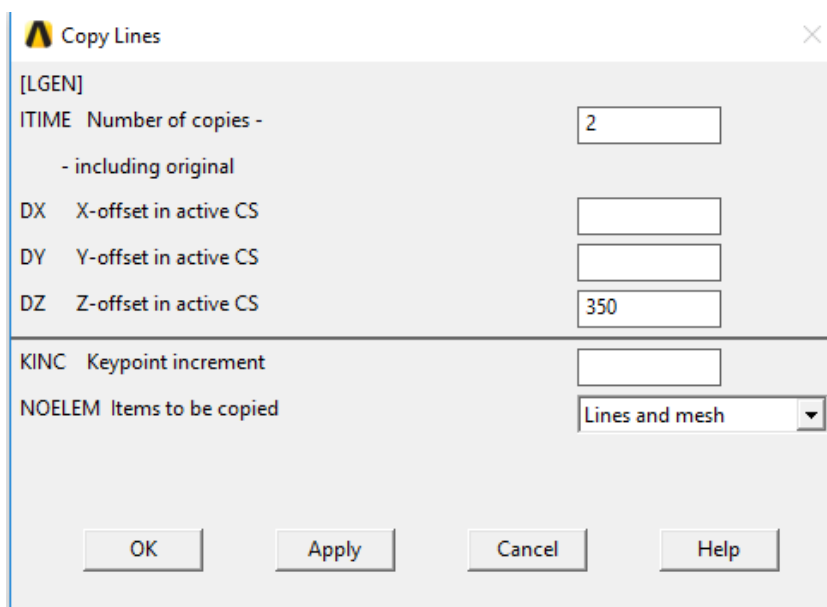 Copy Lines
[LGEN]
ITIME Number of copies - 2
- including original
DX X-offset in active CS
DY Y-offset in active CS
DZ Z-offset in active CS 350
KINC Keypoint increment
NOELEM Items to be copied Lines and mesh
OK Apply Cancel Help